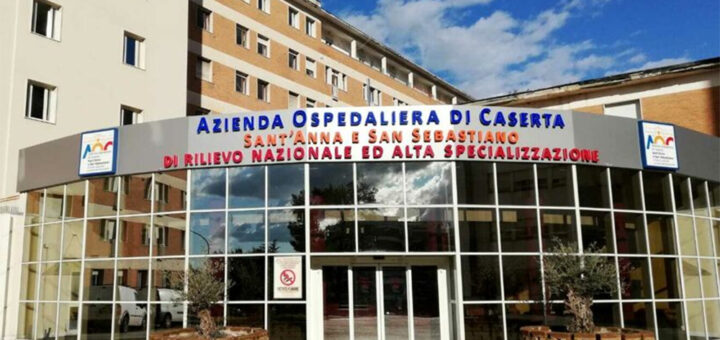 AZIENDA OSPEDALIERA DI CASERTA
SANT'ANNA E SAN SEBASTIANO
DI RILIEVO NAZIONALE ED ALTA SPECIALIZZAZIONE